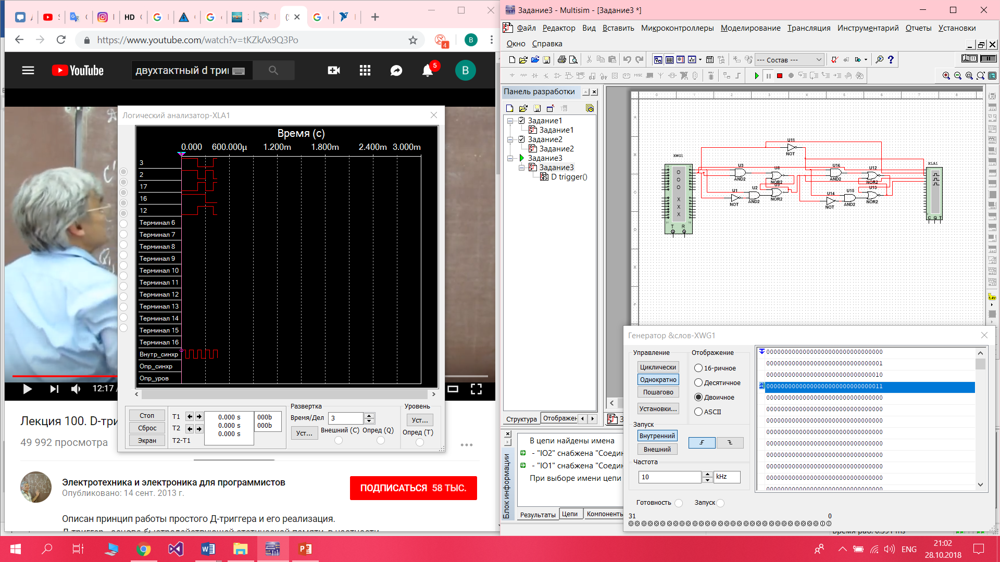 https://www.youtube.com/watch?v=tKZkAx9Q3Po
4
B
YouTube
двухтактный d три
5
B
Логический анализатор-XLA1
Время (с)
0.000 600.000µ 1.200m 1.800m 2.400m 3.000m
3
2
17
16
12
Терминал 6
Терминал 7
Терминал 8
Терминал 9
Терминал 10
Терминал 11
Терминал 12
Терминал 13
Терминал 14
Терминал 15
Терминал 16
Внутр_синхр
Опр_синхр
Опр_уров
Стоп
Сброс
Экран
T1
T2
T2-T1
0.000 s
0.000 s
0.000 s
000b
000b
Развертка
Время/Дел 3
Уст...
Внешний (C) Опред (Q)
Уровень
Уст...
Опред (T)
12:17 /
Лекция 100. D-три
49 992 просмотра
Электротехника и электроника для программистов
Опубликовано: 14 сент. 2013 г.
ПОДПИСАТЬСЯ 58 ТЫС.
Описан принцип работы простого Д-триггера и его реализация.
Задание3 - Multisim - [Задание3 *]
Файл Редактор Вид Вставить Микроконтроллеры Моделирование Трансляция Инструментарий Отчеты Установки
Окно Справка
--- Состав ---
Панель разработки
Задание1
Задание1
Задание2
Задание2
Задание3
Задание3
D trigger()
Структура Отображен
XWG1
O
O
O
X
X
X
T R
U11
NOT
U3
AND2
U8
NOR2
U1
NOT
U2
AND2
U9
NOR2
U16
AND2
U12
NOR2
U14
NOT
U15
AND2
U13
NOR2
XLA1
C Q T
Блок информации
В цепи найдены имена
- "IO2" снабжена "Соедин
- "IO1" снабжена "Соедин
При выборе имени цепи
Результаты Цепи Компоненты
Генератор &слов-XWG1
Управление
Циклически
Однократно
Пошагово
Установки...
Отображение
16-ричное
Десятичное
Двоичное
ASCII
Запуск
Внутренний
Внешний
Частота
10 kHz
Готовность Запуск
31 0
00000000000000000000000000000000
00000000000000000000000000000001
00000000000000000000000000000010
00000000000000000000000000000011
00000000000000000000000000000000
00000000000000000000000000000000
00000000000000000000000000000000
00000000000000000000000000000000
00000000000000000000000000000000
00000000000000000000000000000000
00000000000000000000000000000000
00000000000000000000000000000000
00000000000000000000000000000000
ENG
21:02
28.10.2018